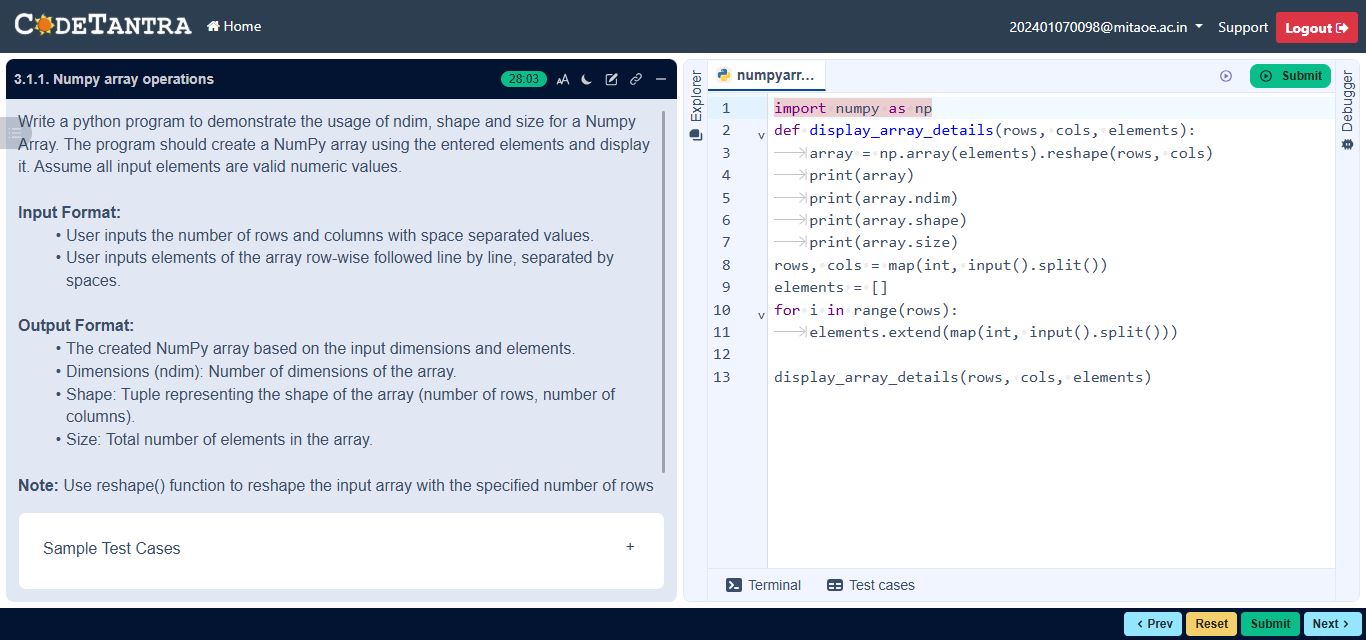 CODETANTRA
Home
202401070098@mitaoe.ac.in
Support
Logout
3.1.1. Numpy array operations
28:03
AA
Write a python program to demonstrate the usage of ndim, shape and size for a Numpy
Array. The program should create a NumPy array using the entered elements and display
it. Assume all input elements are valid numeric values.
Input Format:
• User inputs the number of rows and columns with space separated values.
• User inputs elements of the array row-wise followed line by line, separated by
spaces.
Output Format:
• The created NumPy array based on the input dimensions and elements.
• Dimensions (ndim): Number of dimensions of the array.
• Shape: Tuple representing the shape of the array (number of rows, number of
columns).
• Size: Total number of elements in the array.
Note: Use reshape() function to reshape the input array with the specified number of rows
Sample Test Cases
+
Explorer
numpyarr...
Submit
Debugger
1 import numpy as np
2 def display_array_details(rows, cols, elements):
3 array = np.array(elements).reshape(rows, cols)
4 print(array)
5 print(array.ndim)
6 print(array.shape)
7 print(array.size)
8 rows, cols = map(int, input().split())
9 elements = []
10 for i in range(rows):
11 elements.extend(map(int, input().split()))
12
13 display_array_details(rows, cols, elements)
Terminal
Test cases
< Prev
Reset
Submit
Next >